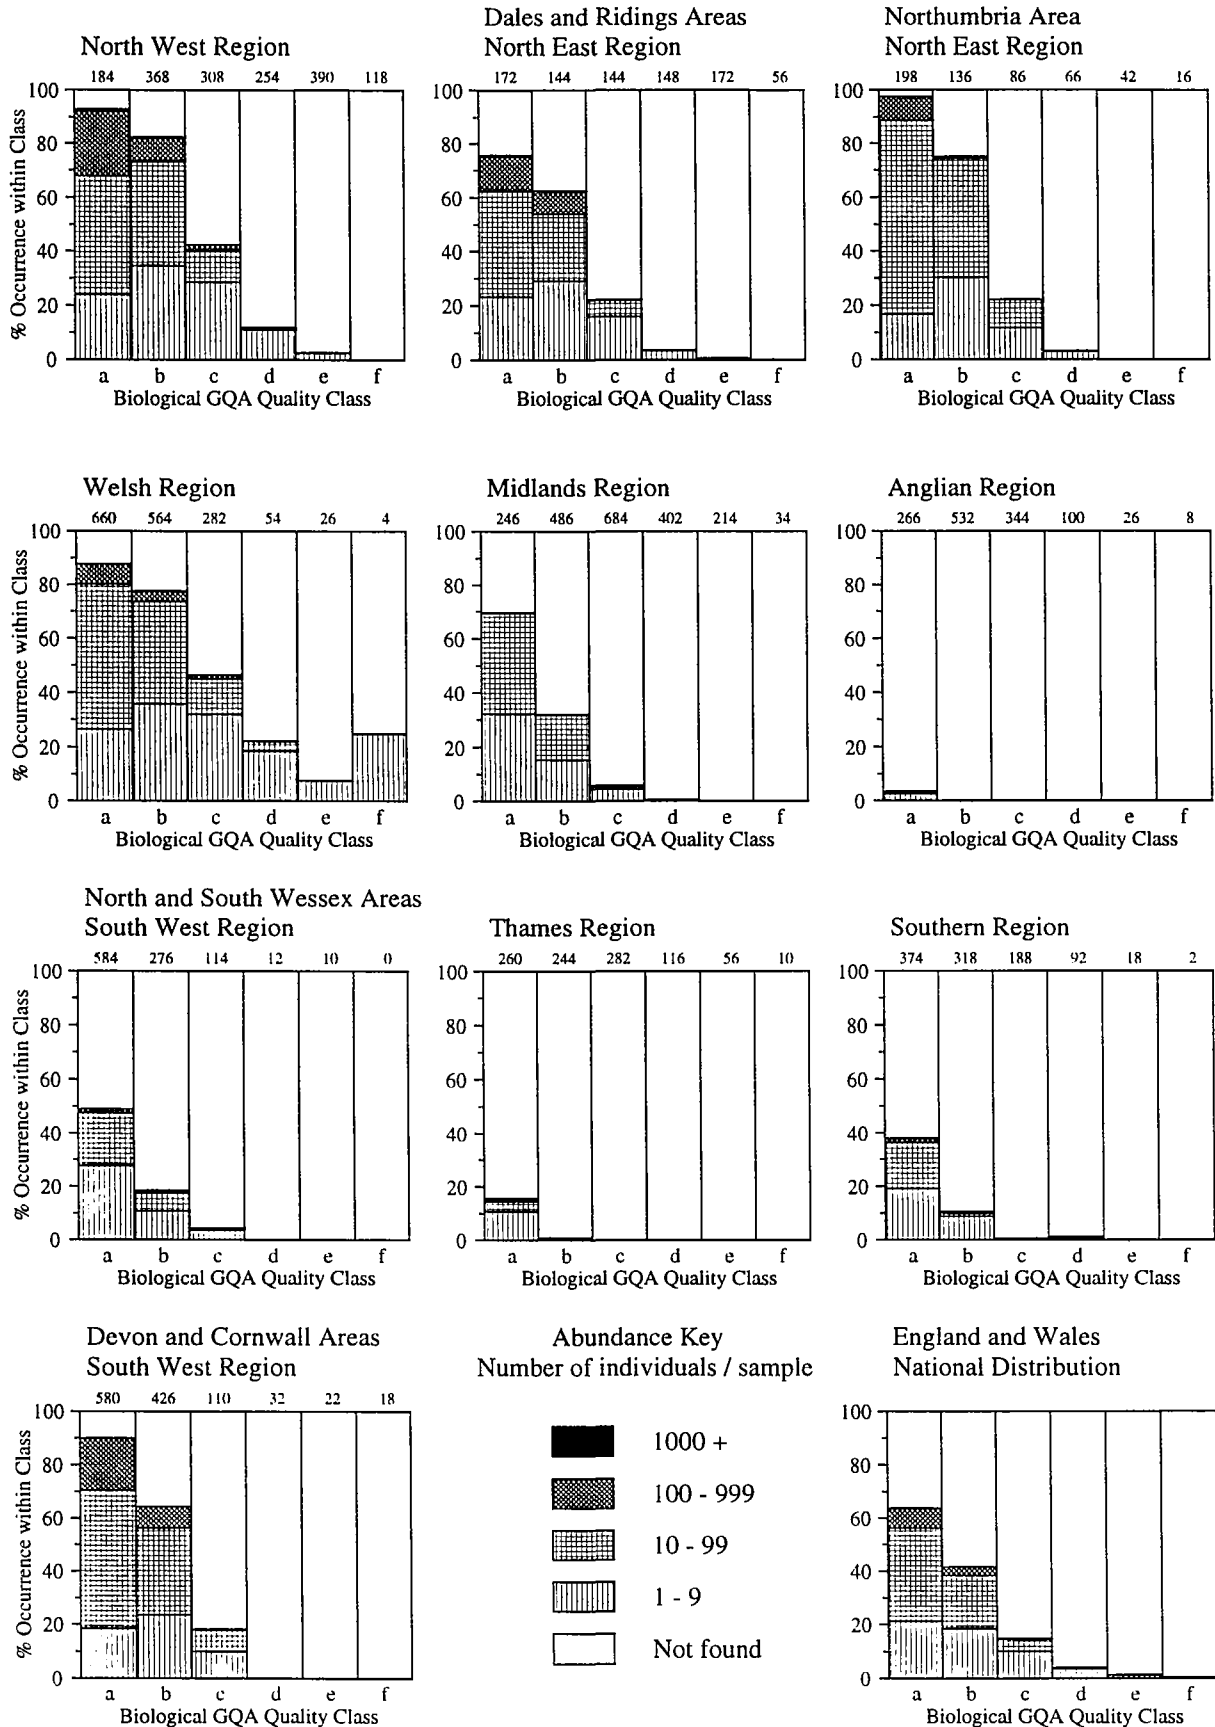 North West Region
184 368 308 254 390 118
100
80
60
40
20
0
% Occurrence within Class
a b c d e f
Biological GQA Quality Class
Dales and Ridings Areas
North East Region
172 144 144 148 172 56
100
80
60
40
20
0
a b c d e f
Biological GQA Quality Class
Northumbria Area
North East Region
198 136 86 66 42 16
100
80
60
40
20
0
a b c d e f
Biological GQA Quality Class
Welsh Region
660 564 282 54 26 4
100
80
60
40
20
0
% Occurrence within Class
a b c d e f
Biological GQA Quality Class
Midlands Region
246 486 684 402 214 34
100
80
60
40
20
0
a b c d e f
Biological GQA Quality Class
Anglian Region
266 532 344 100 26 8
100
80
60
40
20
0
a b c d e f
Biological GQA Quality Class
North and South Wessex Areas
South West Region
584 276 114 12 10 0
100
80
60
40
20
0
% Occurrence within Class
a b c d e f
Biological GQA Quality Class
Thames Region
260 244 282 116 56 10
100
80
60
40
20
0
a b c d e f
Biological GQA Quality Class
Southern Region
374 318 188 92 18 2
100
80
60
40
20
0
a b c d e f
Biological GQA Quality Class
Devon and Cornwall Areas
South West Region
580 426 110 32 22 18
100
80
60
40
20
0
% Occurrence within Class
a b c d e f
Biological GQA Quality Class
Abundance Key
Number of individuals / sample
1000 +
100 - 999
10 - 99
1 - 9
Not found
England and Wales
National Distribution
100
80
60
40
20
0
a b c d e f
Biological GQA Quality Class